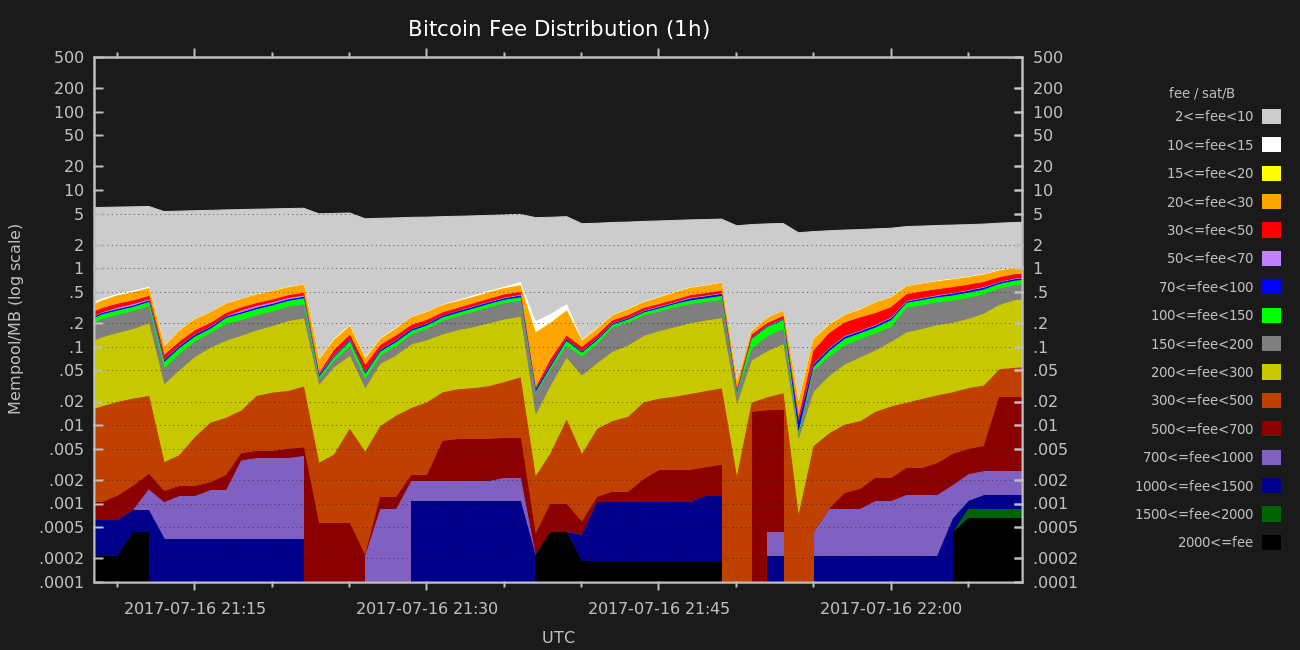 Bitcoin Fee Distribution (1h)
Mempool/MB (log scale)
500
200
100
50
20
10
5
2
1
.5
.2
.1
.05
.02
.01
.005
.002
.001
.0005
.0002
.0001
500
200
100
50
20
10
5
2
1
.5
.2
.1
.05
.02
.01
.005
.002
.001
.0005
.0002
.0001
2017-07-16 21:15 2017-07-16 21:30 2017-07-16 21:45 2017-07-16 22:00
UTC
fee / sat/B
2<=fee<10
10<=fee<15
15<=fee<20
20<=fee<30
30<=fee<50
50<=fee<70
70<=fee<100
100<=fee<150
150<=fee<200
200<=fee<300
300<=fee<500
500<=fee<700
700<=fee<1000
1000<=fee<1500
1500<=fee<2000
2000<=fee